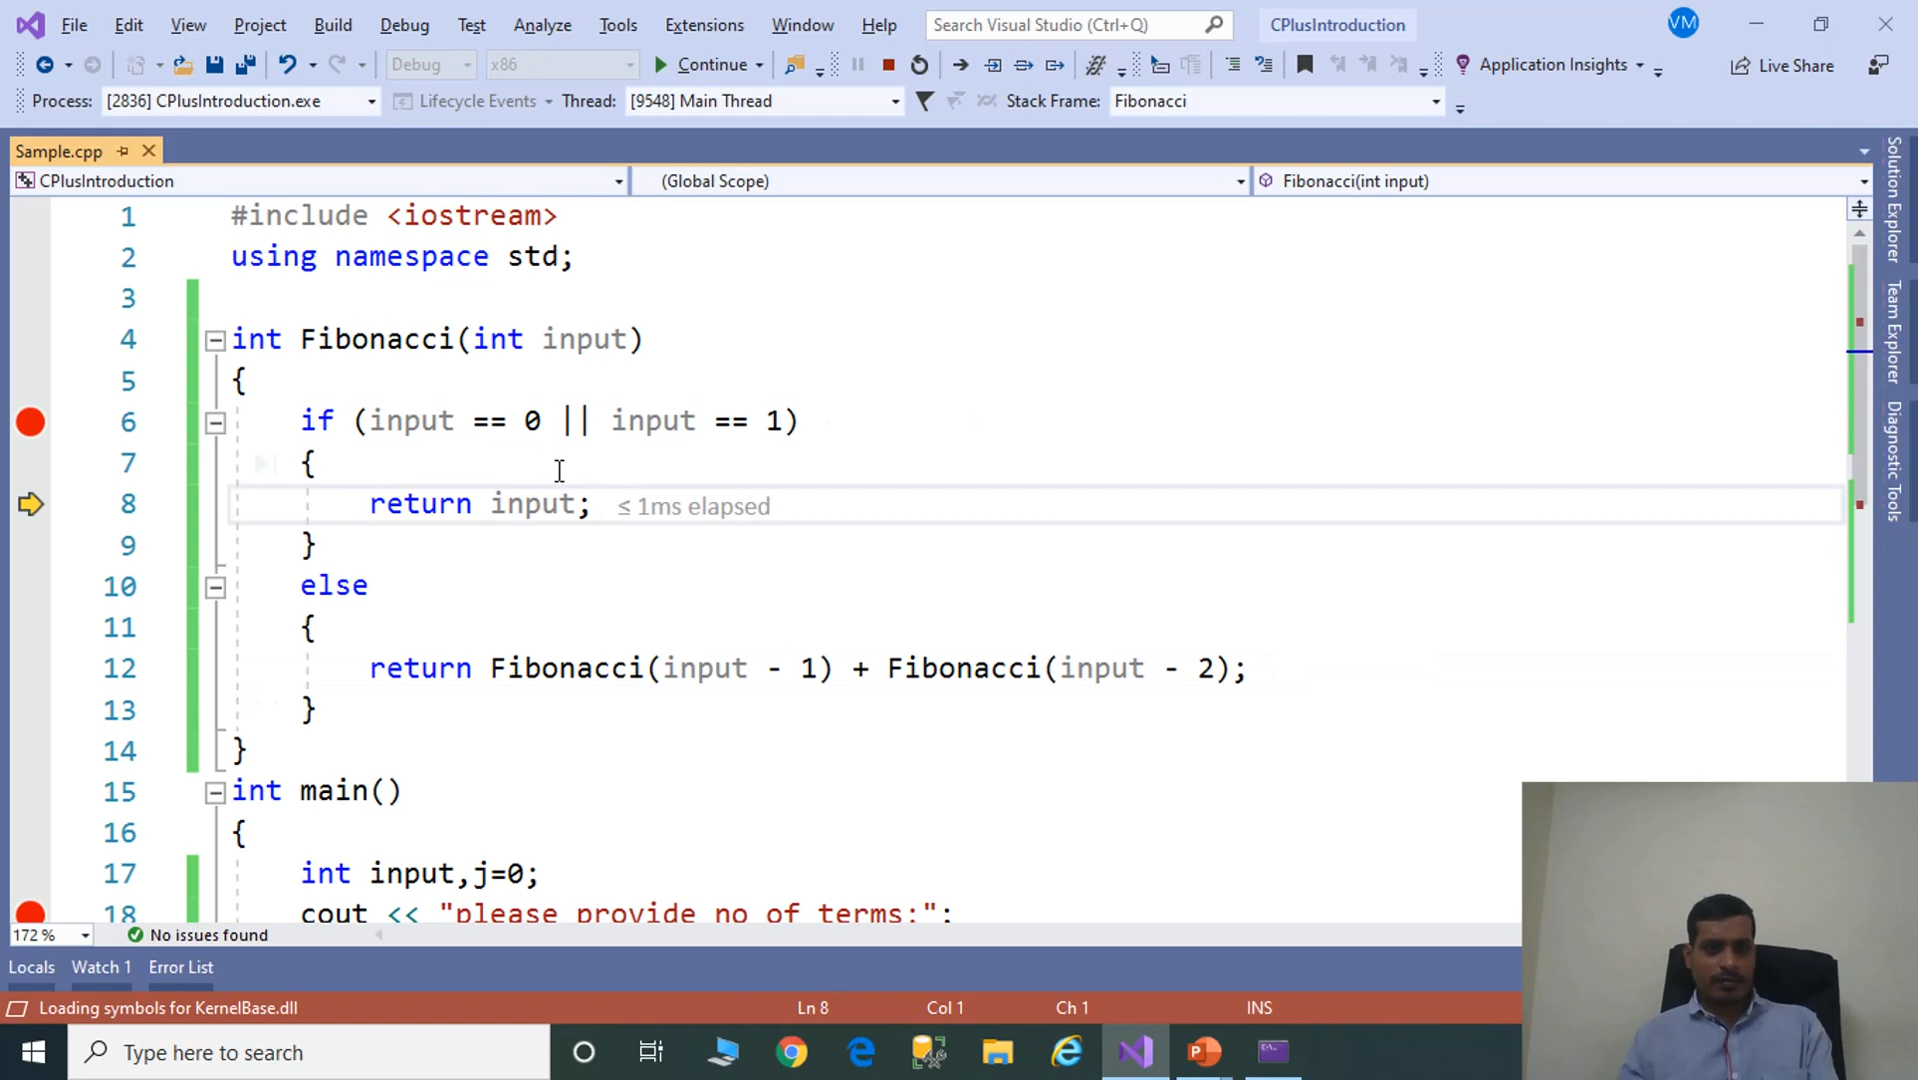 File Edit View Project Build Debug Test Analyze Tools Extensions Window Help Search Visual Studio (Ctrl+Q) CPlusIntroduction VM
Debug x86 Continue Application Insights Live Share
Process: [2836] CPlusIntroduction.exe Lifecycle Events Thread: [9548] Main Thread Stack Frame: Fibonacci
Sample.cpp
CPlusIntroduction (Global Scope) Fibonacci(int input)
1 #include <iostream>
2 using namespace std;
3
4 int Fibonacci(int input)
5 {
6 if (input == 0 || input == 1)
7 {
8 return input; ≤ 1ms elapsed
9 }
10 else
11 {
12 return Fibonacci(input - 1) + Fibonacci(input - 2);
13 }
14 }
15 int main()
16 {
17 int input,j=0;
18 cout << "please provide no of terms:";
Solution Explorer
Team Explorer
Diagnostic Tools
172 % No issues found
Locals Watch 1 Error List
Loading symbols for KernelBase.dll Ln 8 Col 1 Ch 1 INS
Type here to search